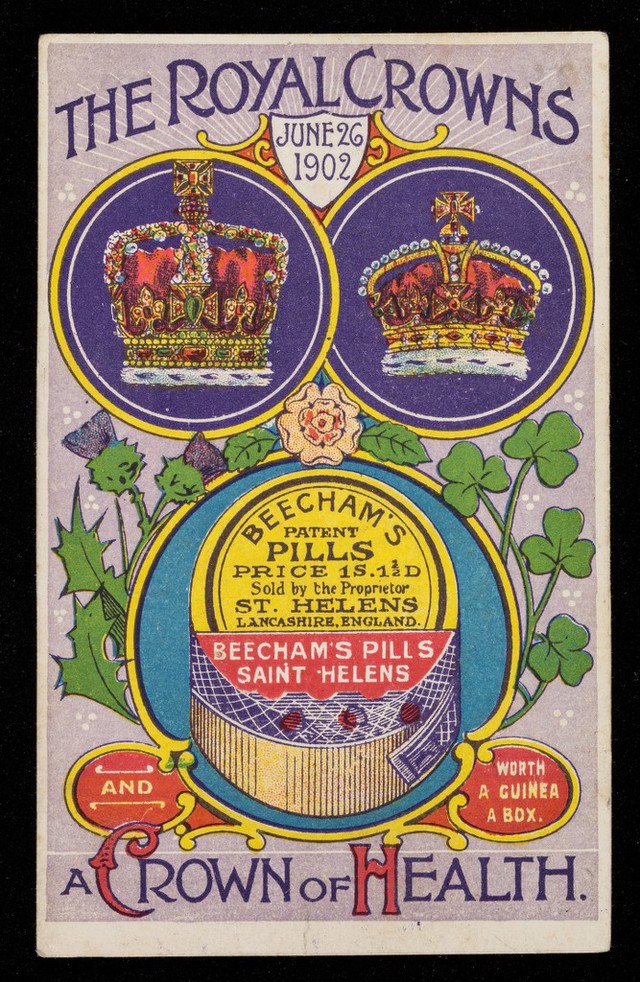 THE ROYAL CROWNS
JUNE 26
1902
BEECHAM'S
PATENT
PILLS
PRICE 1S. 1½D
Sold by the Proprietor
ST. HELENS
LANCASHIRE, ENGLAND.
BEECHAM'S PILLS
SAINT HELENS
AND
WORTH
A GUINEA
A BOX.
A CROWN OF HEALTH.